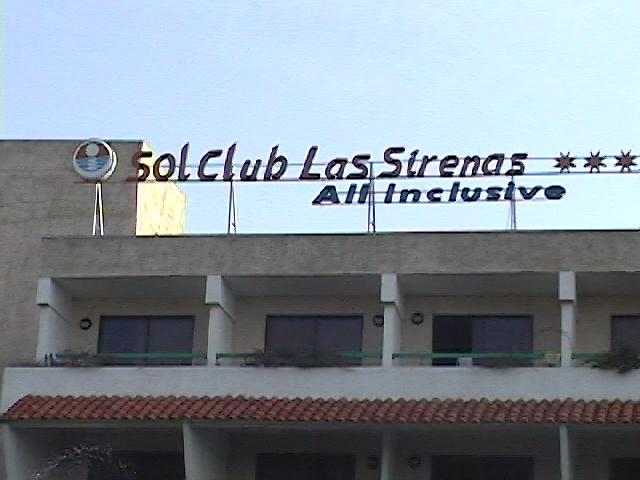 Sol Club Las Sirenas ***
All Inclusive